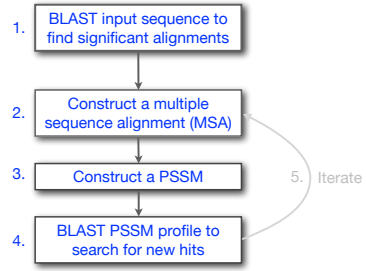 1. BLAST input sequence to
find significant alignments
2. Construct a multiple
sequence alignment (MSA)
3. Construct a PSSM
5. Iterate
4. BLAST PSSM profile to
search for new hits